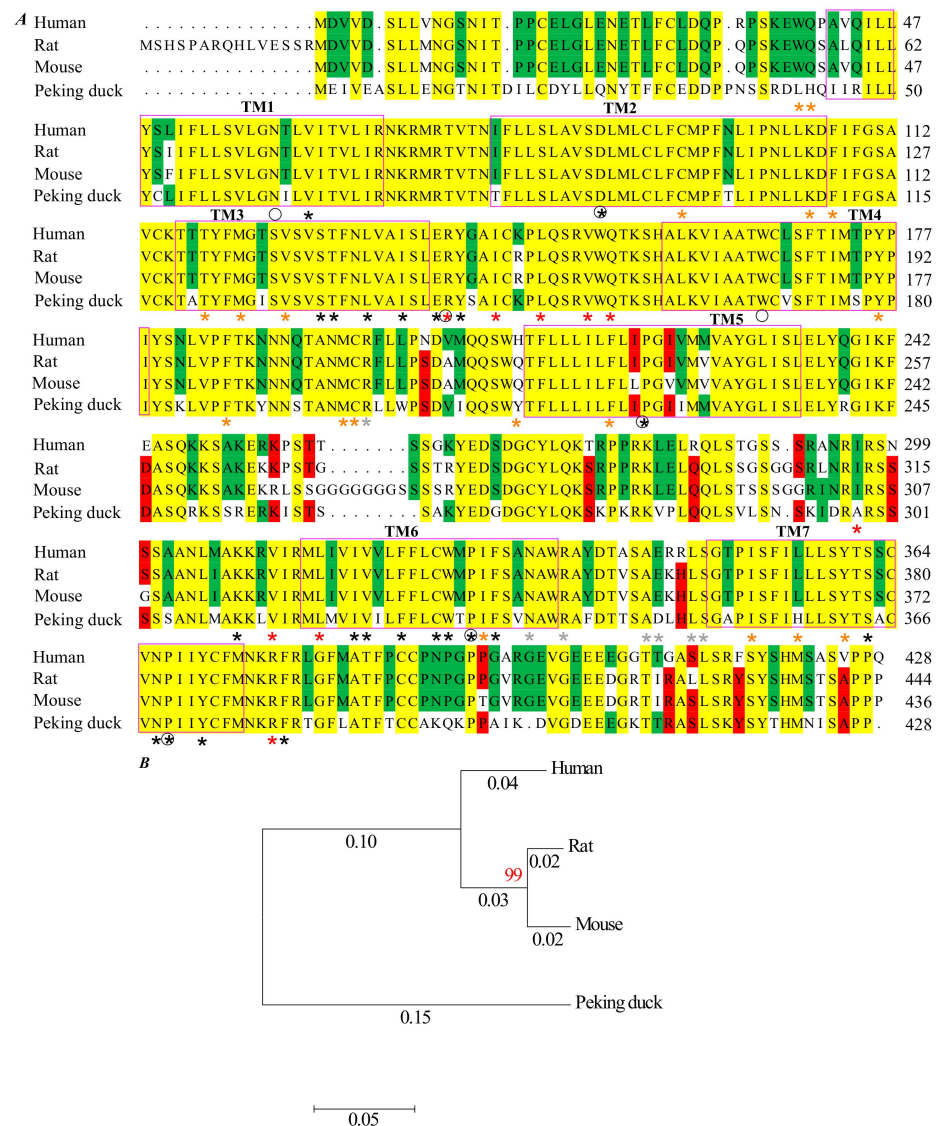 A
Human ...............MDVVD.SLLVNGSNIT.PPCELGLENETLFCLDQP.RPSKEWQPAVQILL 47
Rat MSHSPARQHLVESSRMDVVD.SLLMNGSNIT.PPCELGLENETLFCLDQP.QPSKEWQSALQILL 62
Mouse ...............MDVVD.SLLMNGSNIT.PPCELGLENETLFCLDQP.QPSKEWQSAVQILL 47
Peking duck ...............MEIVEASLLENGTNITDILCDYLLQNYTFFCEDDPPNNSSRDLHQIIRILL 50
TM1 TM2 **
Human YSLIFLLSVLGNTLVITVLIRNKRMRTVTNIFLLSLAVSDLMLCLFCMPFNLIPNLLKDFIFGSA 112
Rat YSIIFLLSVLGNTLVITVLIRNKRMRTVTNIFLLSLAVSDLMLCLFCMPFNLIPNLLKDFIFGSA 127
Mouse YSFIFLLSVLGNTLVITVLIRNKRMRTVTNIFLLSLAVSDLMLCLFCMPFNLIPNLLKDFIFGSA 112
Peking duck YCLIFLLSVLGNILVITVLIRNKRMRTVTNTFLLSLAVSDLMLCLFCMPFTLIPNLLKDFIFGSA 115
TM3 * * * * * TM4
Human VCKTTTYFMGTSVSVSTFNLVAISLERYGAICKPLQSRVWQTKSHALKVIAATWCLSFTIMTPYP 177
Rat VCKTTTYFMGTSVSVSTFNLVAISLERYGAICRPLQSRVWQTKSHALKVIAATWCLSFTIMTPYP 192
Mouse VCKTTTYFMGTSVSVSTFNLVAISLERYGAICRPLQSRVWQTKSHALKVIAATWCLSFTIMTPYP 177
Peking duck VCKTATYFMGISVSVSTFNLVAISLERYSAICKPLQSRVWQTKSHALKVIAATWCVSFTIMSPYP 180
* * * ** * * *** * * ** TM5 *
Human IYSNLVPFTKNNNQTANMCRFLLPNDVMQQSWHTFLLLILFLIPGIVMMVAYGLISLELYQGIKF 242
Rat IYSNLVPFTKNNNQTANMCRFLLPSDAMQQSWQTFLLLILFLIPGIVMVVAYGLISLELYQGIKF 257
Mouse IYSNLVPFTKNNNQTANMCRFLLPSDAMQQSWQTFLLLILFLLPGVVMVVAYGLISLELYQGIKF 242
Peking duck IYSKLVPFTKYNNSTANMCRLLWPSDVIQQSWYTFLLLILFLIPGIIMMVAYGLISLELYRGIKF 245
* *** * * *
Human EASQKKSAKERKPSTT.......SSGKYEDSDGCYLQKTRPPRKLELRQLSTGSS.SRANRIRSN 299
Rat DASQKKSAKEKKPSTG.......SSTRYEDSDGCYLQKSRPPRKLELQQLSSGSGGSRLNRIRSS 315
Mouse DASQKKSAKEKRLSSGGGGGGGSSSSRYEDSDGCYLQKSRPPRKLELQQLSTSSSGGRINRIRSS 307
Peking duck DASQRKSSRERKISTS.......SAKYEDGDGCYLQKSKPKRKVPLQQLSVLSN.SKIDRARSS 301
TM6 TM7 *
Human SSAANLMAKKRVIRMLIVIVVLFFLCWMPIFSANAWRAYDTASAERRLSGTPISFILLLSYTSSC 364
Rat SSAANLIAKKRVIRMLIVIVVLFFLCWMPIFSANAWRAYDTVSAEKHLSGTPISFILLLSYTSSC 380
Mouse GSAANLIAKKRVIRMLIVIVVLFFLCWMPIFSANAWRAYDTVSAEKHLSGTPISFILLLSYTSSC 372
Peking duck SSSANLMAKKLVIRMLMVIVILFFLCWTPIFSVNAWRAFDTTSADLHLSGAPISFIHLLSYTSAC 366
* * * ** * ** *** * * ** ** * * * *
Human VNPIIYCFMNKRFRLGFMATFPCCPNPGPPGARGEVGEEEEGGTTGASLSRFSYSHMSASVPPQ 428
Rat VNPIIYCFMNKRFRLGFMATFPCCPNPGPPGVRGEVGEEEDGRTIRALLSRYSYSHMSTSAPPP 444
Mouse VNPIIYCFMNKRFRLGFMATFPCCPNPGPTGVRGEVGEEEDGRTIRASLSRYSYSHMSTSAPPP 436
Peking duck VNPIIYCFMNKRFRTGFLATFTCCAKQKPPAIK.DVGDEEEGKTTRASLSKYSYTHMNISAPP. 428
** * **
B
Human
0.04
Rat
0.10
0.02
99
0.03
Mouse
0.02
Peking duck
0.15
0.05